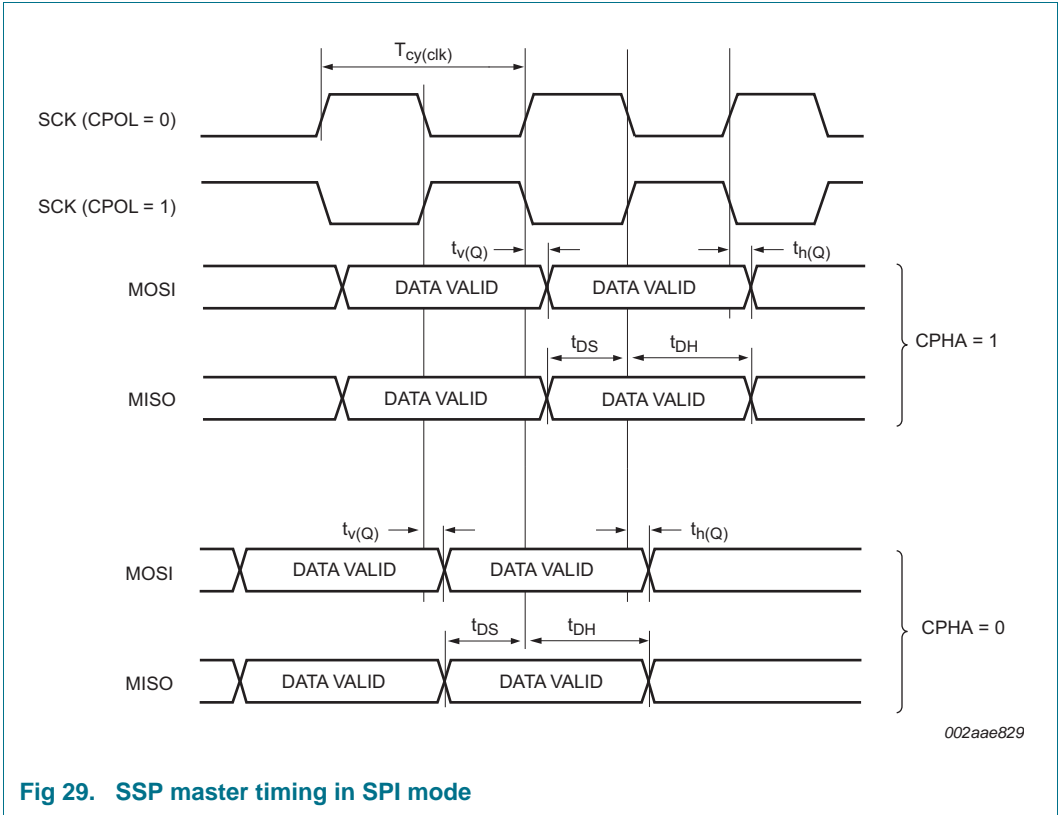 Tcy(clk)
SCK (CPOL = 0)
SCK (CPOL = 1)
tv(Q) th(Q)
MOSI DATA VALID DATA VALID
CPHA = 1
tDS tDH
MISO DATA VALID DATA VALID
tv(Q) th(Q)
MOSI DATA VALID DATA VALID
CPHA = 0
tDS tDH
MISO DATA VALID DATA VALID
002aae829
Fig 29. SSP master timing in SPI mode